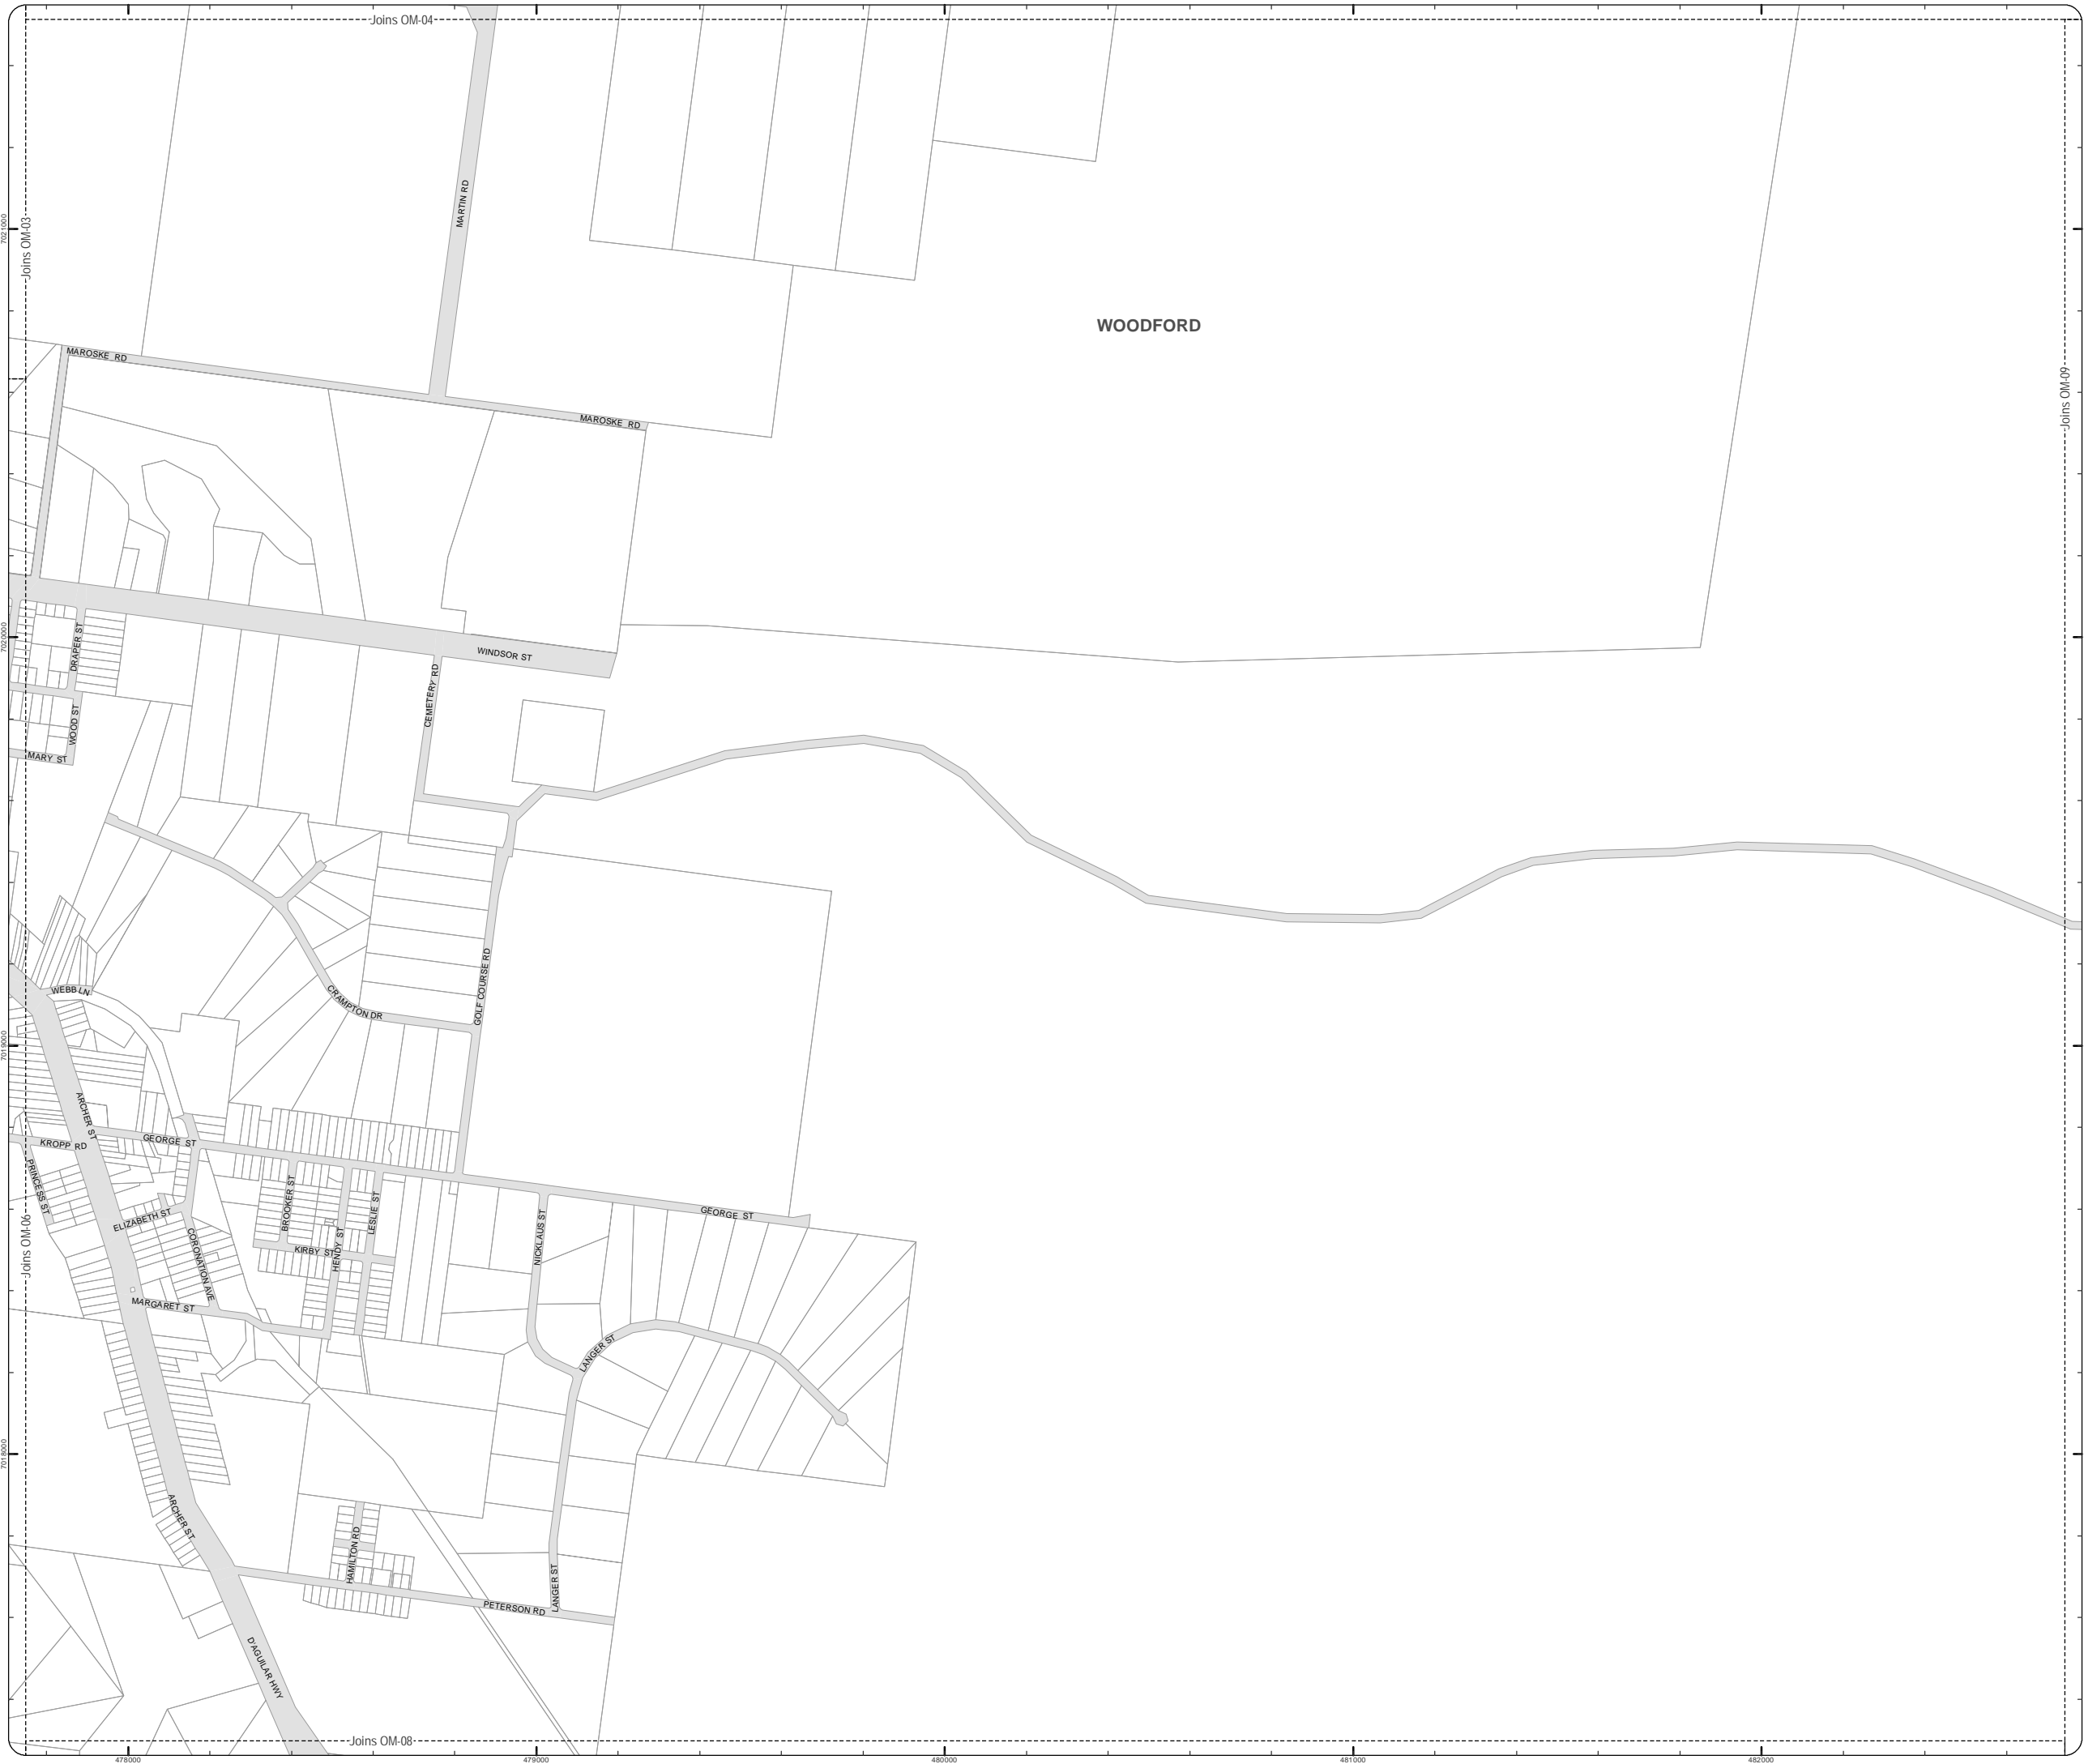 Joins OM-04
MARTIN RD
7021000
Joins OM-03
WOODFORD
MAROSKE RD
Joins OM-09
MAROSKE RD
7020000
DRAPER ST
WINDSOR ST
CEMETERY RD
WOOD ST
MARY ST
GOLF COURSE RD
WEBB LN
CRAMPTON DR
7019000
ARCHER ST
GEORGE ST
KROPP RD
PRINCESS ST
BROOKER ST
LESLIE ST
GEORGE ST
ELIZABETH ST
NICKLAUS ST
Joins OM-06
CORONATION AVE
KIRBY ST
HENDY ST
MARGARET ST
LANGER ST
7018000
ARCHER ST
HAMILTON RD
LANGER ST
PETERSON RD
D'AGUILAR HWY
Joins OM-08
478000
479000
480000
481000
482000